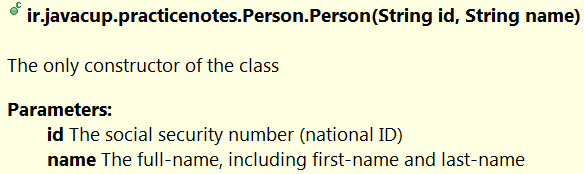 ir.javacup.practicenotes.Person.Person(String id, String name)
The only constructor of the class
Parameters:
id The social security number (national ID)
name The full-name, including first-name and last-name